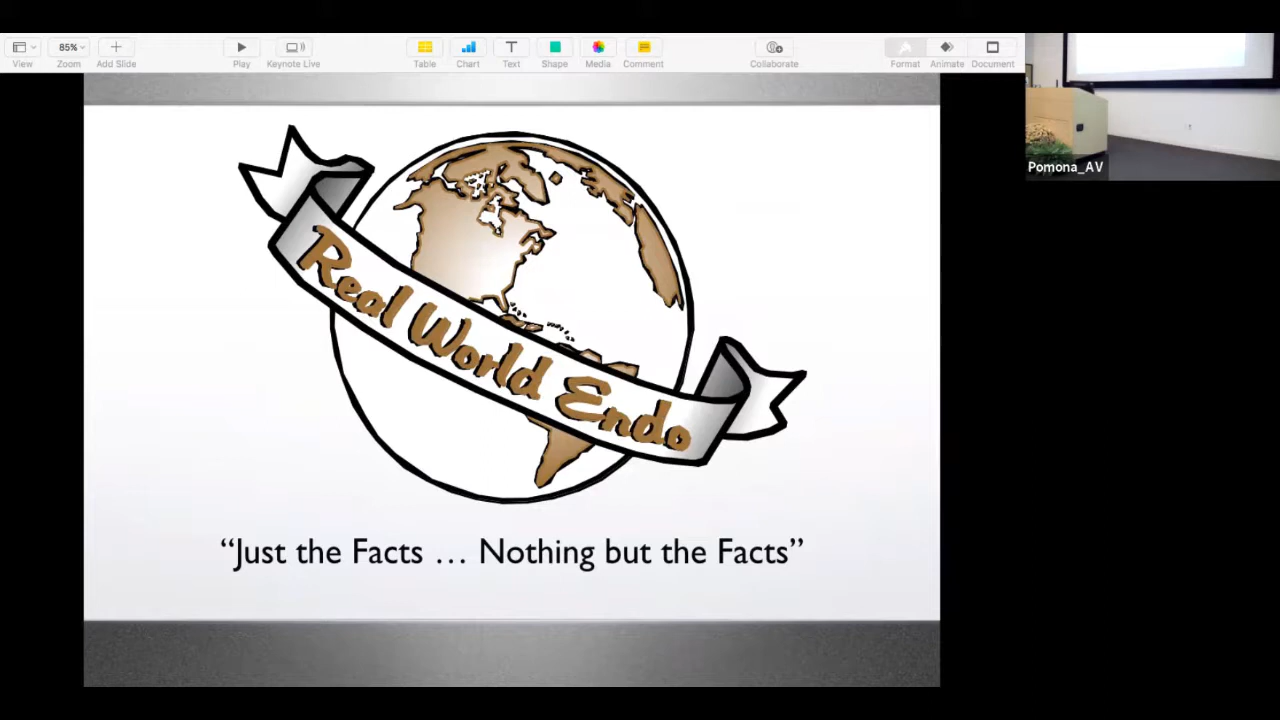 85%
View
Zoom
Add Slide
Play
Keynote Live
Table
Chart
Text
Shape
Media
Comment
Collaborate
Format
Animate
Document
Pomona_AV
Real World Endo
“Just the Facts … Nothing but the Facts”